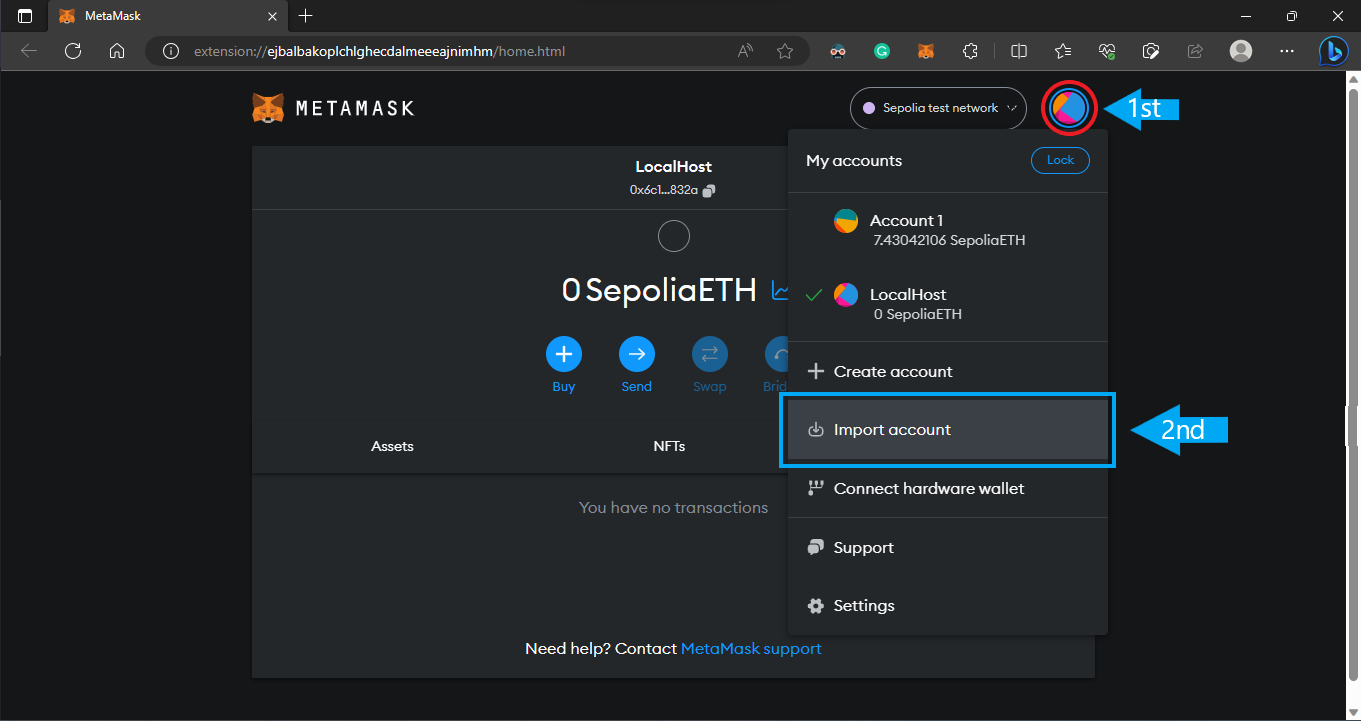 MetaMask
extension://ejbalbakoplchlghecdalmeeeajnimhm/home.html
METAMASK
Sepolia test network
1st
LocalHost
0x6c1...832a
0 SepoliaETH
Buy
Send
Swap
Brid
Assets
NFTs
You have no transactions
Need help? Contact MetaMask support
My accounts
Lock
Account 1
7.43042106 SepoliaETH
LocalHost
0 SepoliaETH
Create account
Import account
2nd
Connect hardware wallet
Support
Settings